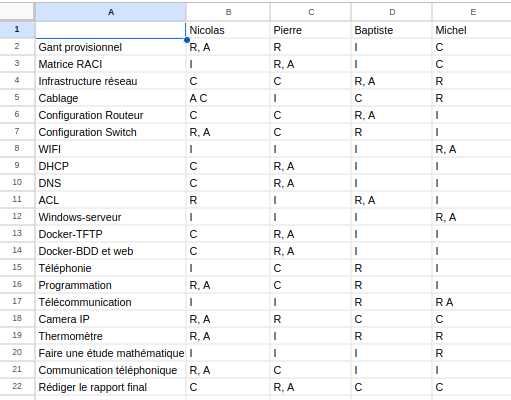 A B C D E
1 Nicolas Pierre Baptiste Michel
2 Gant provisionnel R, A R I C
3 Matrice RACI I R, A I R
4 Infrastructure réseau C C R, A R
5 Cablage A C I C R
6 Configuration Routeur C C R, A I
7 Configuration Switch R, A C R I
8 WIFI I I I R, A
9 DHCP C R, A I I
10 DNS C R, A I I
11 ACL R I R, A I
12 Windows-serveur I I I R, A
13 Docker-TFTP C R, A I I
14 Docker-BDD et web C R, A I I
15 Téléphonie I C R I
16 Programmation R, A C R I
17 Télécommunication I I R R A
18 Camera IP R, A R C C
19 Thermomètre R, A I R R
20 Faire une étude mathématique I I I R
21 Communication téléphonique R, A C I I
22 Rédiger le rapport final C R, A C C